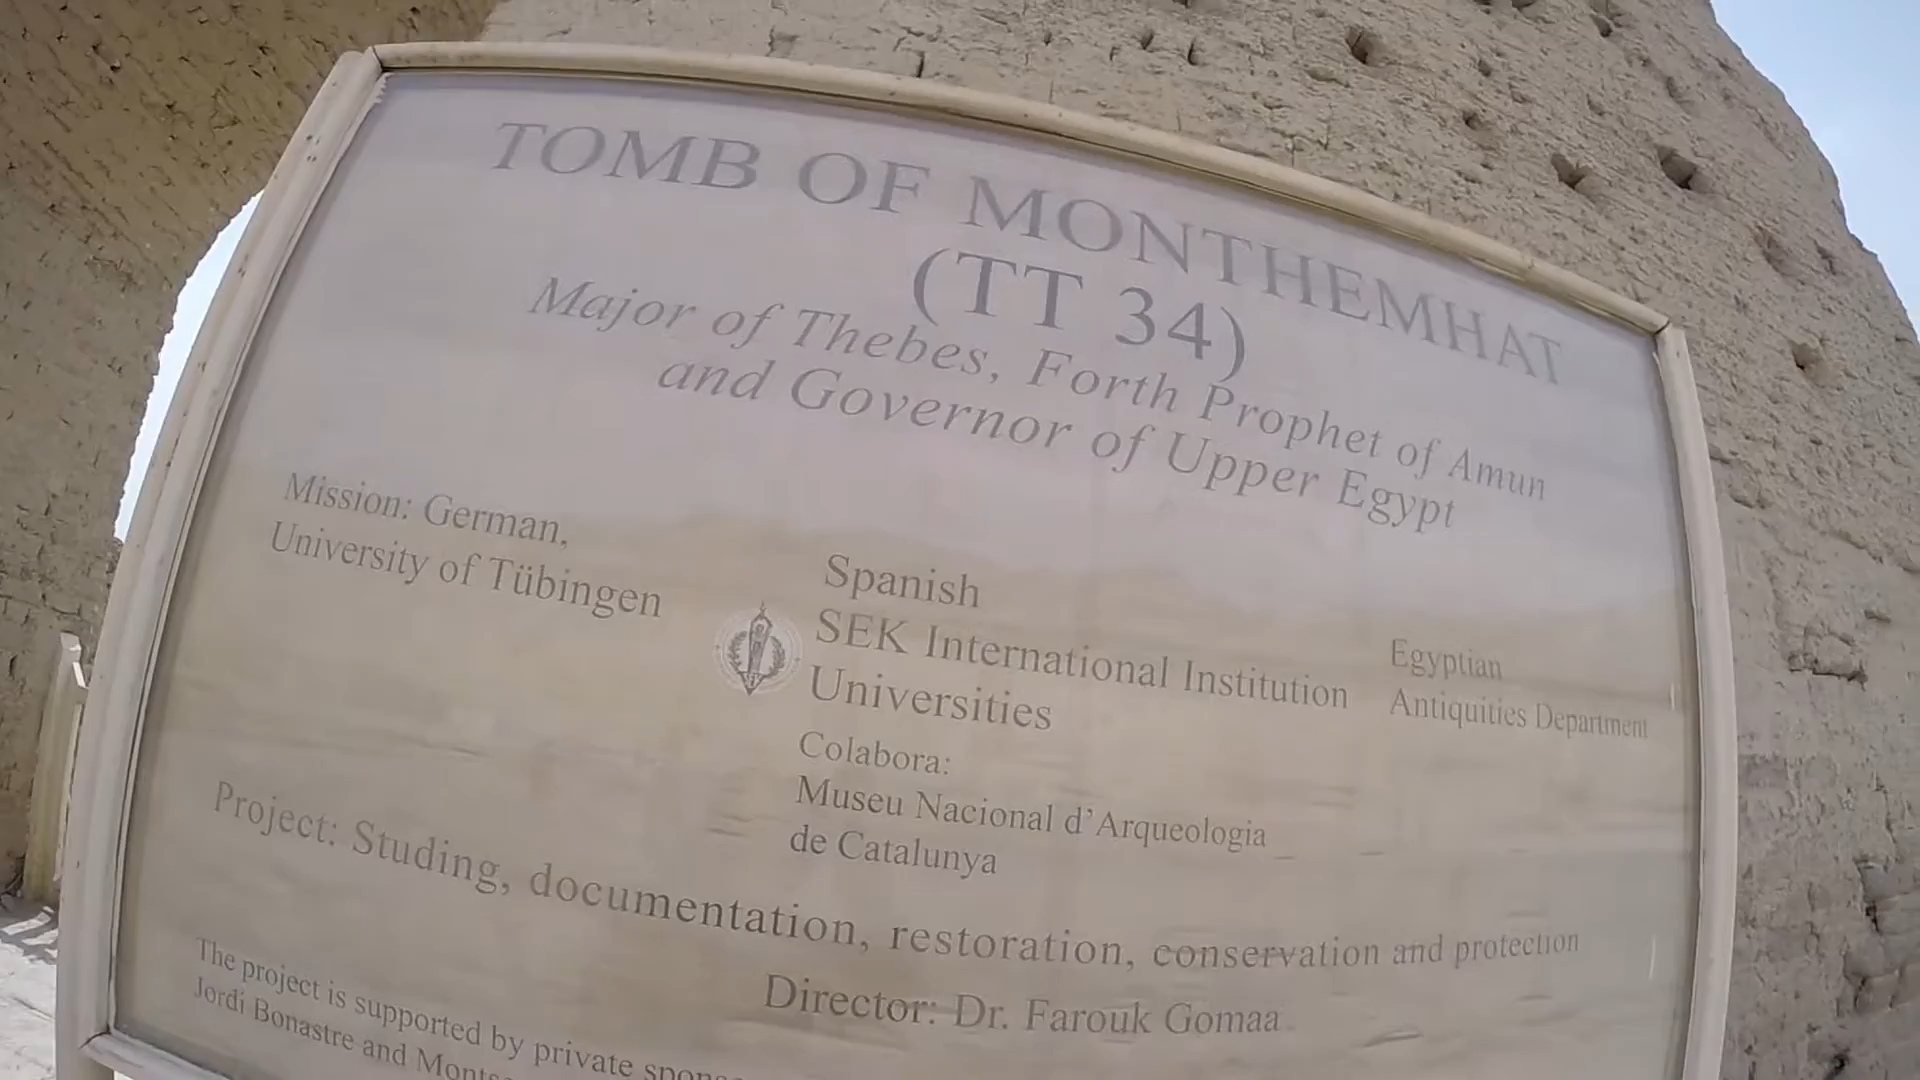 TOMB OF MONTHEMHAT
(TT 34)
Major of Thebes, Forth Prophet of Amun
and Governor of Upper Egypt
Mission: German,
University of Tübingen
Spanish
SEK International Institution
Universities
Egyptian
Antiquities Department
Colabora:
Museu Nacional d'Arqueologia
de Catalunya
Project: Studing, documentation, restoration, conservation and protection
Director: Dr. Farouk Gomaa
The project is supported by private
Jordi Bonastre and